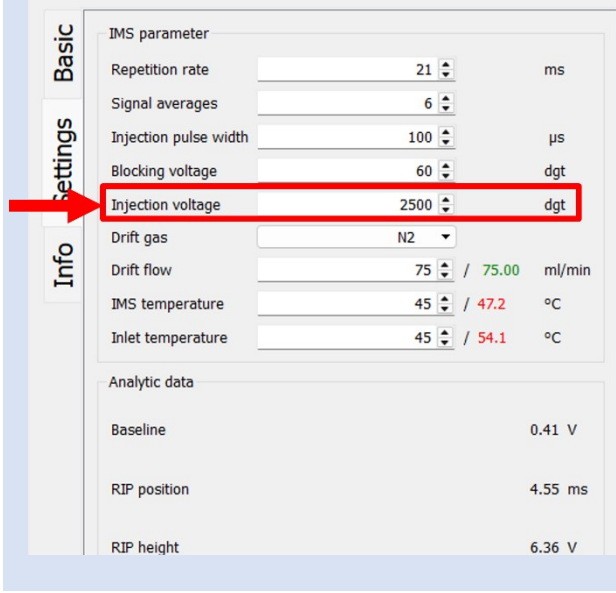 Basic
Settings
Info
IMS parameter
Repetition rate 21 ms
Signal averages 6
Injection pulse width 100 µs
Blocking voltage 60 dgt
Injection voltage 2500 dgt
Drift gas N2
Drift flow 75 / 75.00 ml/min
IMS temperature 45 / 47.2 °C
Inlet temperature 45 / 54.1 °C
Analytic data
Baseline 0.41 V
RIP position 4.55 ms
RIP height 6.36 V